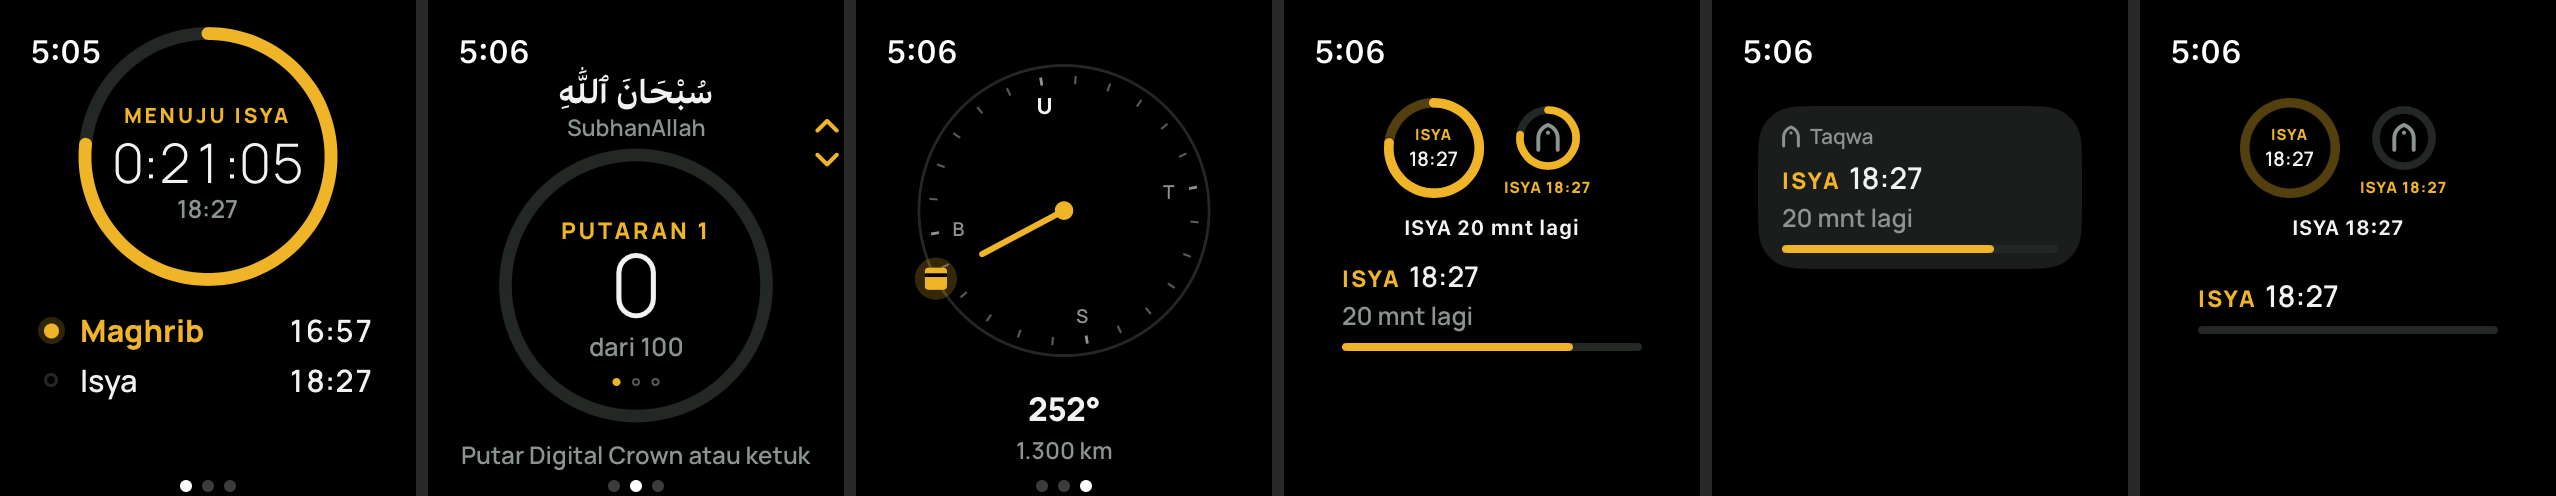 5:05
MENUJU ISYA
0:21:05
18:27
Maghrib 16:57
Isya 18:27
5:06
سُبْحَانَ ٱللَّٰهِ
SubhanAllah
PUTARAN 1
0
dari 100
Putar Digital Crown atau ketuk
5:06
U
T
B
S
252°
1.300 km
5:06
ISYA
18:27
ISYA 18:27
ISYA 20 mnt lagi
ISYA 18:27
20 mnt lagi
5:06
Taqwa
ISYA 18:27
20 mnt lagi
5:06
ISYA
18:27
ISYA 18:27
ISYA 18:27
ISYA 18:27